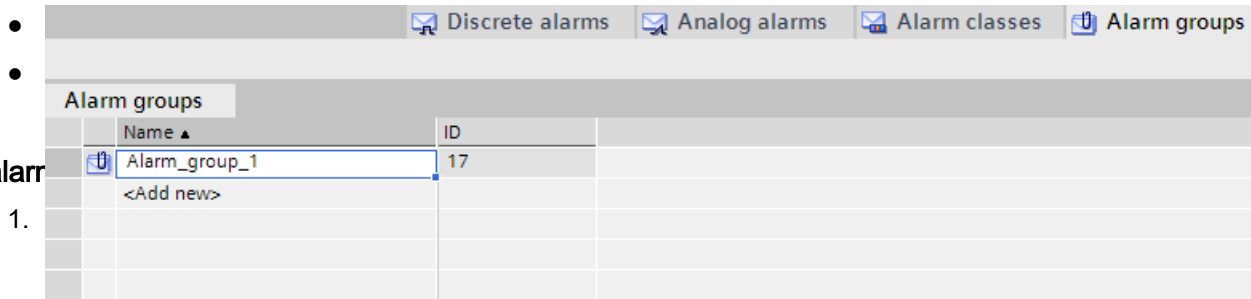 Discrete alarms Analog alarms Alarm classes Alarm groups
Alarm groups
Name ID
Alarm_group_1 17
<Add new>
1.